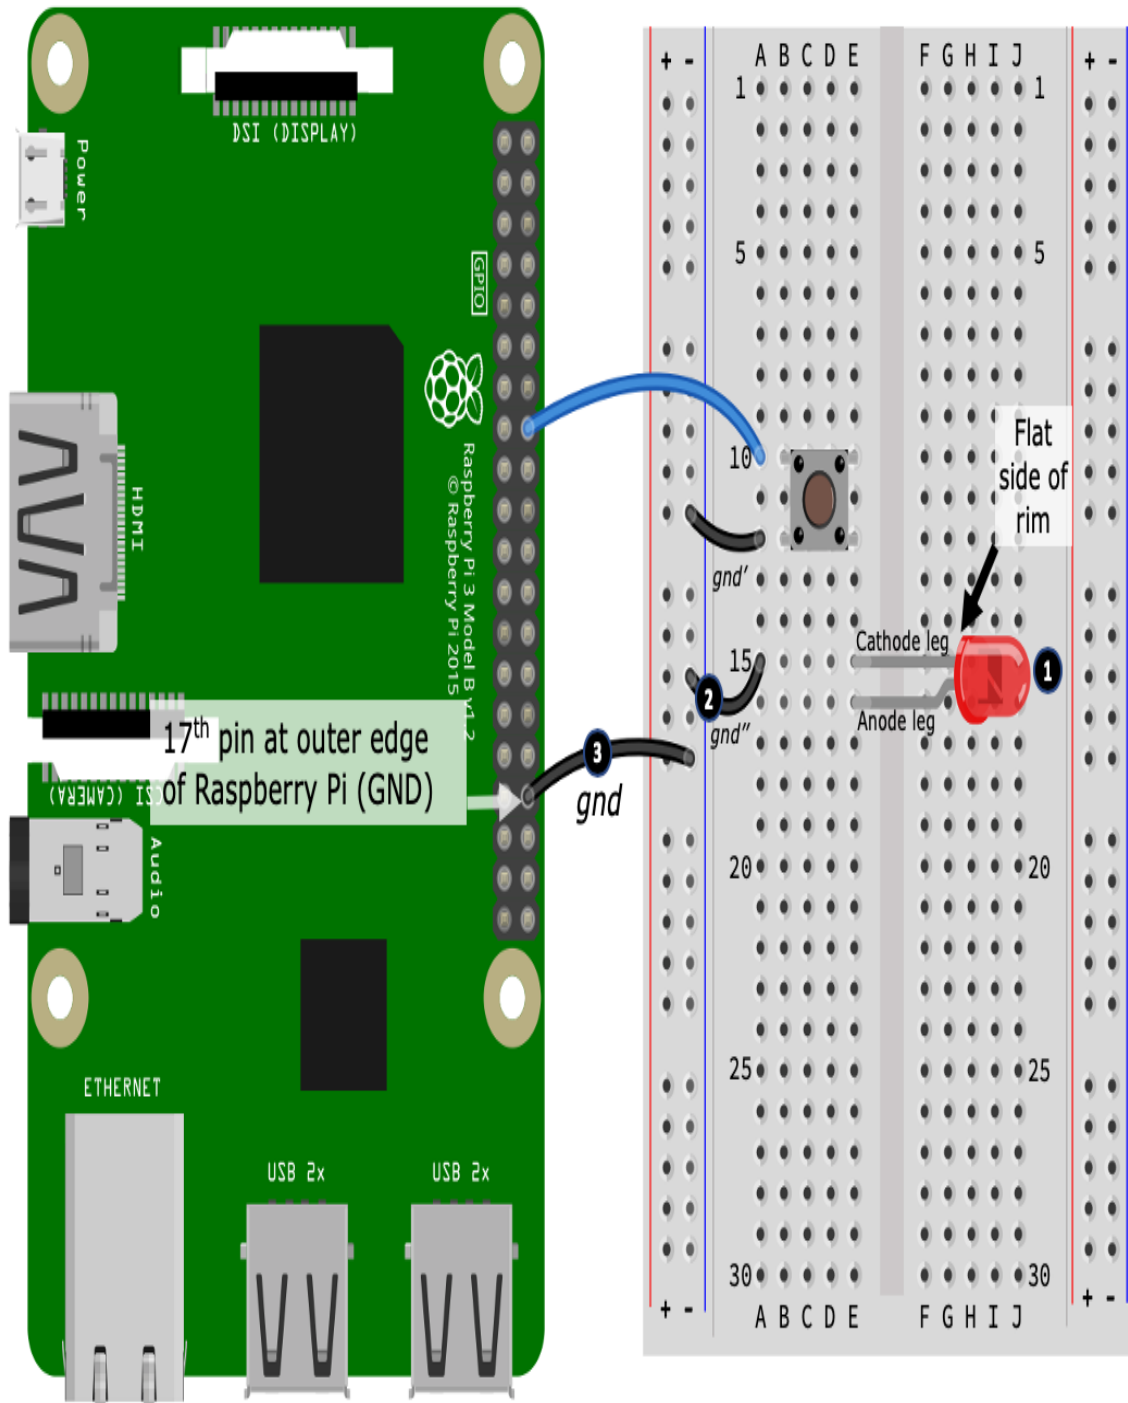 DSI (DISPLAY)
Power
GPIO
HDMI
Raspberry Pi 3 Model B v1.2
© Raspberry Pi 2015
17th pin at outer edge
of Raspberry Pi (GND)
CSI (CAMERA)
Audio
ETHERNET
USB 2x
USB 2x
3
gnd
+ -
A B C D E
F G H I J
+ -
1
1
5
5
10
gnd’
Flat
side of
rim
15
Cathode leg
1
2
gnd”
Anode leg
20
20
25
25
30
30
+ -
A B C D E
F G H I J
+ -